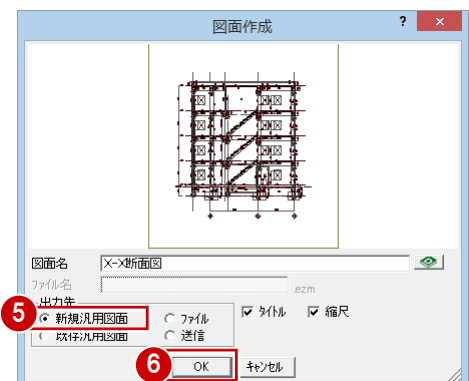 図面作成
? ×
図面名 X-X断面図
ファイル名 ezm
出力先
5 新規汎用図面 ファイル タイトル 縮尺
既存汎用図面 送信
6 OK キャンセル